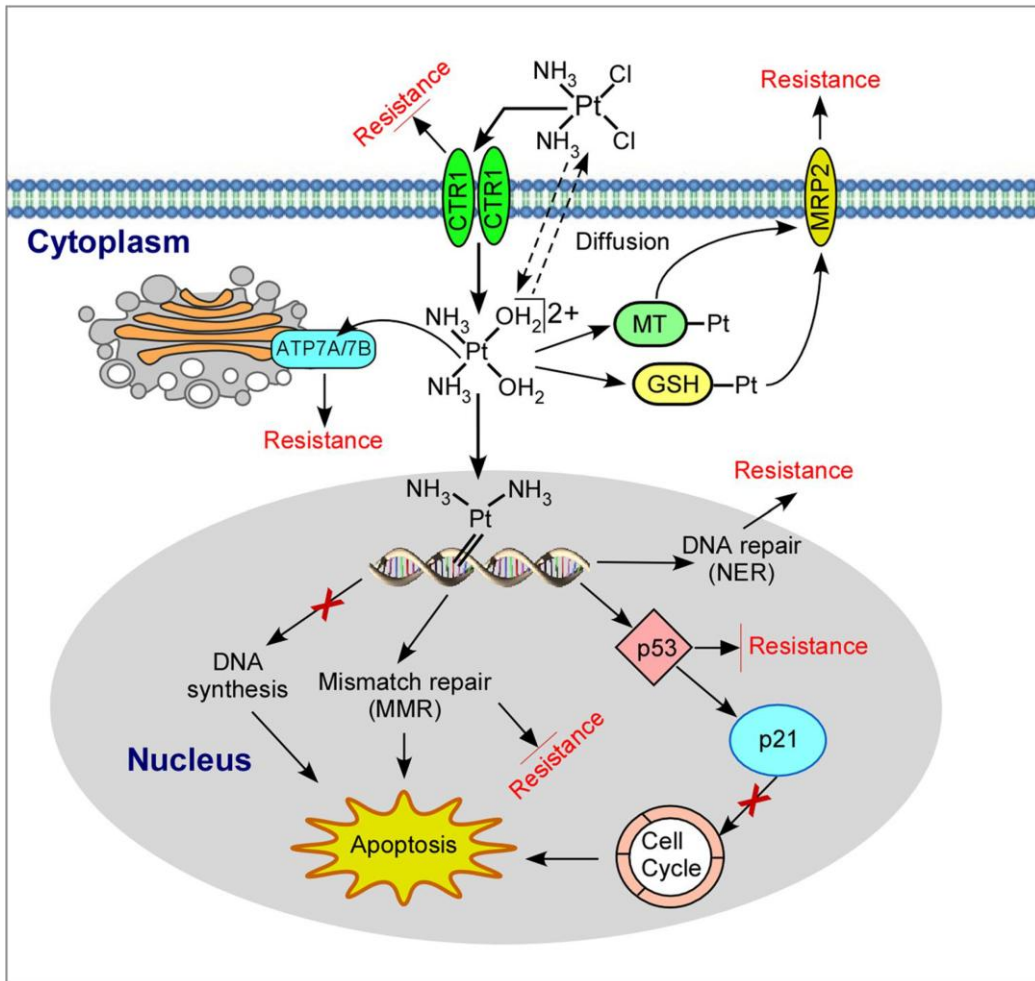 NH3
Cl
Pt
NH3
Cl
Resistance
Resistance
CTR1
CTR1
MRP2
Cytoplasm
Diffusion
NH3
OH2
2+
Pt
NH3
OH2
MT
Pt
GSH
Pt
ATP7A/7B
Resistance
NH3
NH3
Pt
Resistance
DNA repair
(NER)
p53
Resistance
DNA
synthesis
Mismatch repair
(MMR)
Resistance
p21
Nucleus
Apoptosis
Cell
Cycle